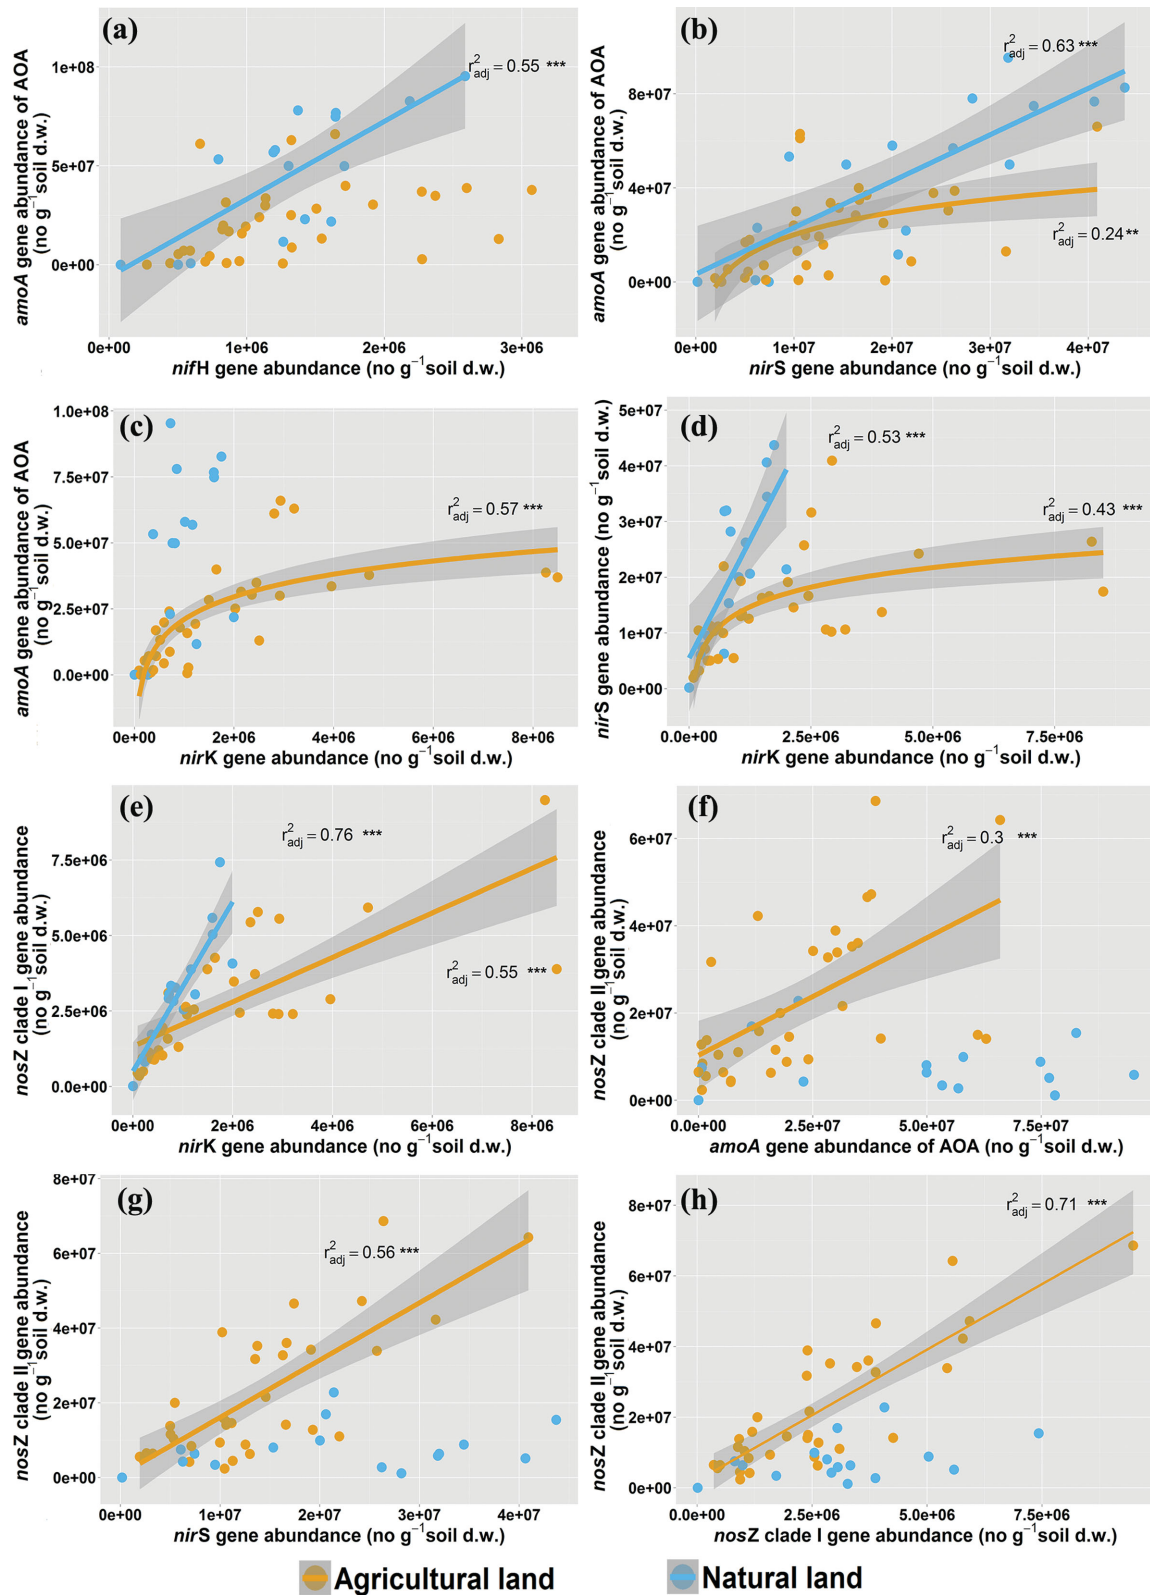 (a)
r²adj = 0.55 ***
amoA gene abundance of AOA
(no g⁻¹soil d.w.)
1e+08
5e+07
0e+00
0e+00 1e+06 2e+06 3e+06
nifH gene abundance (no g⁻¹soil d.w.)
(b)
r²adj = 0.63 ***
r²adj = 0.24 **
amoA gene abundance of AOA
(no g⁻¹soil d.w.)
8e+07
4e+07
0e+00
0e+00 1e+07 2e+07 3e+07 4e+07
nirS gene abundance (no g⁻¹soil d.w.)
(c)
r²adj = 0.57 ***
amoA gene abundance of AOA
(no g⁻¹soil d.w.)
1.0e+08
7.5e+07
5.0e+07
2.5e+07
0.0e+00
0e+00 2e+06 4e+06 6e+06 8e+06
nirK gene abundance (no g⁻¹soil d.w.)
(d)
r²adj = 0.53 ***
r²adj = 0.43 ***
nirS gene abundance (no g⁻¹soil d.w.)
5e+07
4e+07
3e+07
2e+07
1e+07
0e+00
0.0e+00 2.5e+06 5.0e+06 7.5e+06
nirK gene abundance (no g⁻¹soil d.w.)
(e)
r²adj = 0.76 ***
r²adj = 0.55 ***
nosZ clade I gene abundance
(no g⁻¹soil d.w.)
7.5e+06
5.0e+06
2.5e+06
0.0e+00
0e+00 2e+06 4e+06 6e+06 8e+06
nirK gene abundance (no g⁻¹soil d.w.)
(f)
r²adj = 0.3 ***
nosZ clade II gene abundance
(no g⁻¹soil d.w.)
6e+07
4e+07
2e+07
0e+00
0.0e+00 2.5e+07 5.0e+07 7.5e+07
amoA gene abundance of AOA (no g⁻¹soil d.w.)
(g)
r²adj = 0.56 ***
nosZ clade II gene abundance
(no g⁻¹soil d.w.)
8e+07
6e+07
4e+07
2e+07
0e+00
0e+00 1e+07 2e+07 3e+07 4e+07
nirS gene abundance (no g⁻¹soil d.w.)
(h)
r²adj = 0.71 ***
nosZ clade II gene abundance
(no g⁻¹soil d.w.)
8e+07
6e+07
4e+07
2e+07
0e+00
0.0e+00 2.5e+06 5.0e+06 7.5e+06
nosZ clade I gene abundance (no g⁻¹soil d.w.)
Agricultural land Natural land